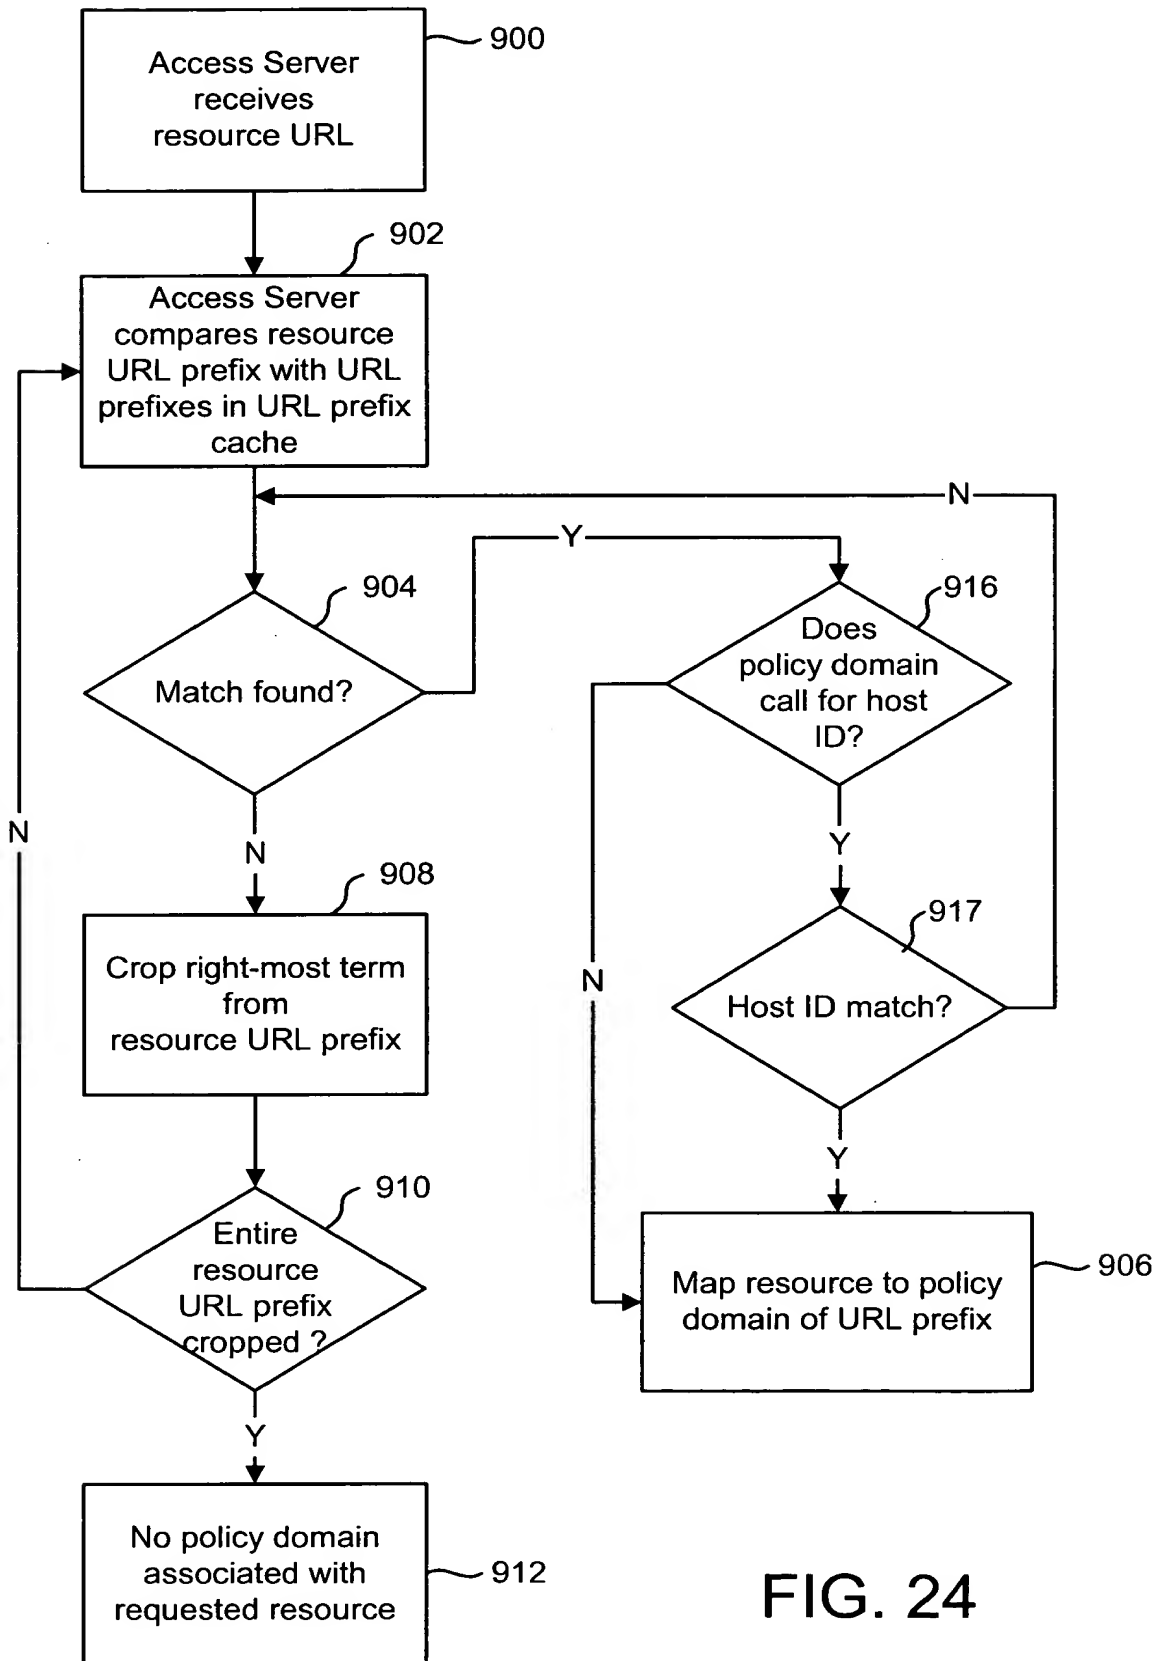 900
Access Server
receives
resource URL
902
Access Server
compares resource
URL prefix with URL
prefixes in URL prefix
cache
N
Y
904
Match found?
916
Does
policy domain
call for host
ID?
N
N
Y
908
Crop right-most term
from
resource URL prefix
917
Host ID match?
N
Y
910
Entire
resource
URL prefix
cropped ?
906
Map resource to policy
domain of URL prefix
Y
No policy domain
associated with
requested resource
912
FIG. 24